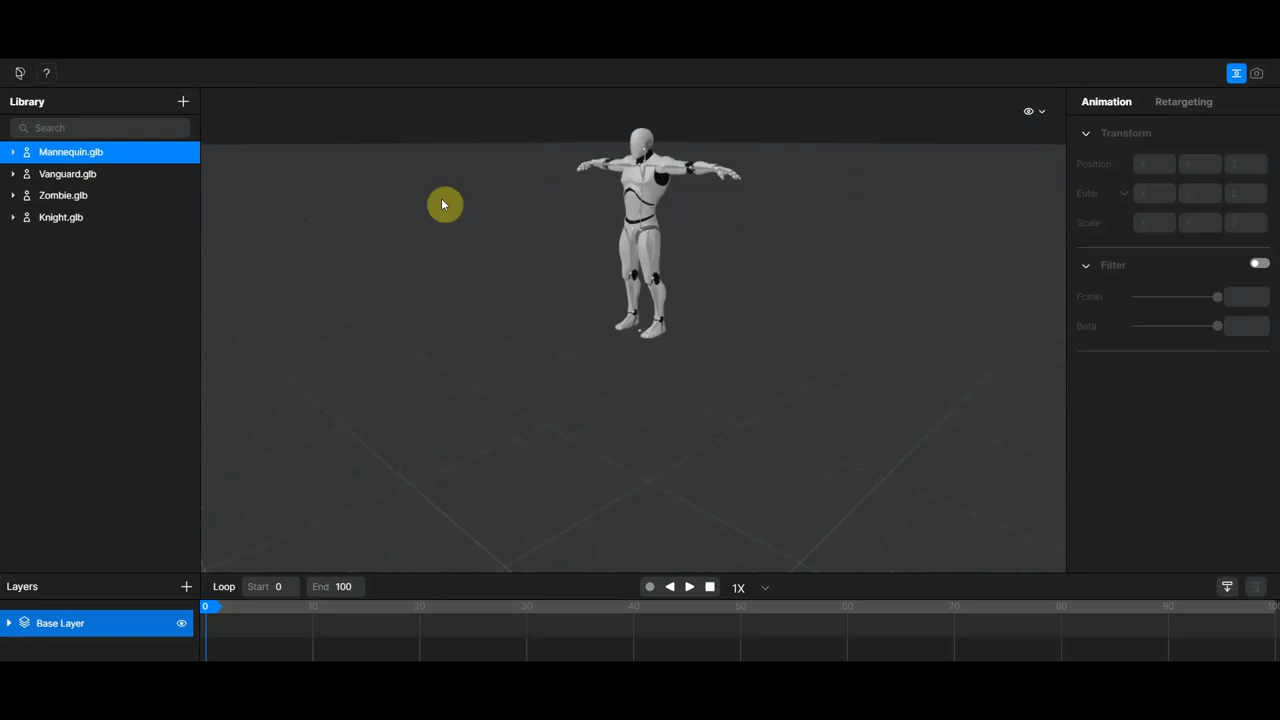 ?
Library
Animation
Retargeting
Search
Transform
Mannequin.glb
Position X Y Z
Vanguard.glb
Euler X Y Z
Zombie.glb
Knight.glb
Scale X Y Z
Filter
Fcmin
Beta
Layers
Loop Start 0 End 100
1X
0 10 20 30 40 50 60 70 80 90
Base Layer